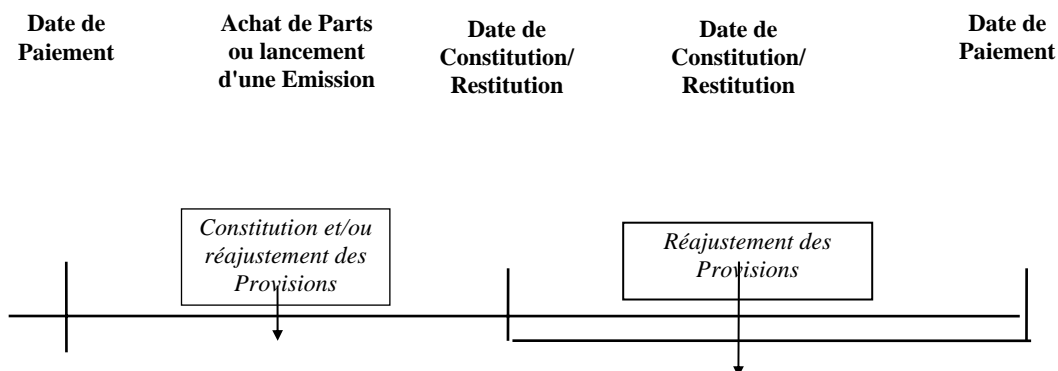 Date de
Paiement
Achat de Parts
ou lancement
d'une Emission
Date de
Constitution/
Restitution
Date de
Constitution/
Restitution
Date de
Paiement
Constitution et/ou
réajustement des
Provisions
Réajustement des
Provisions